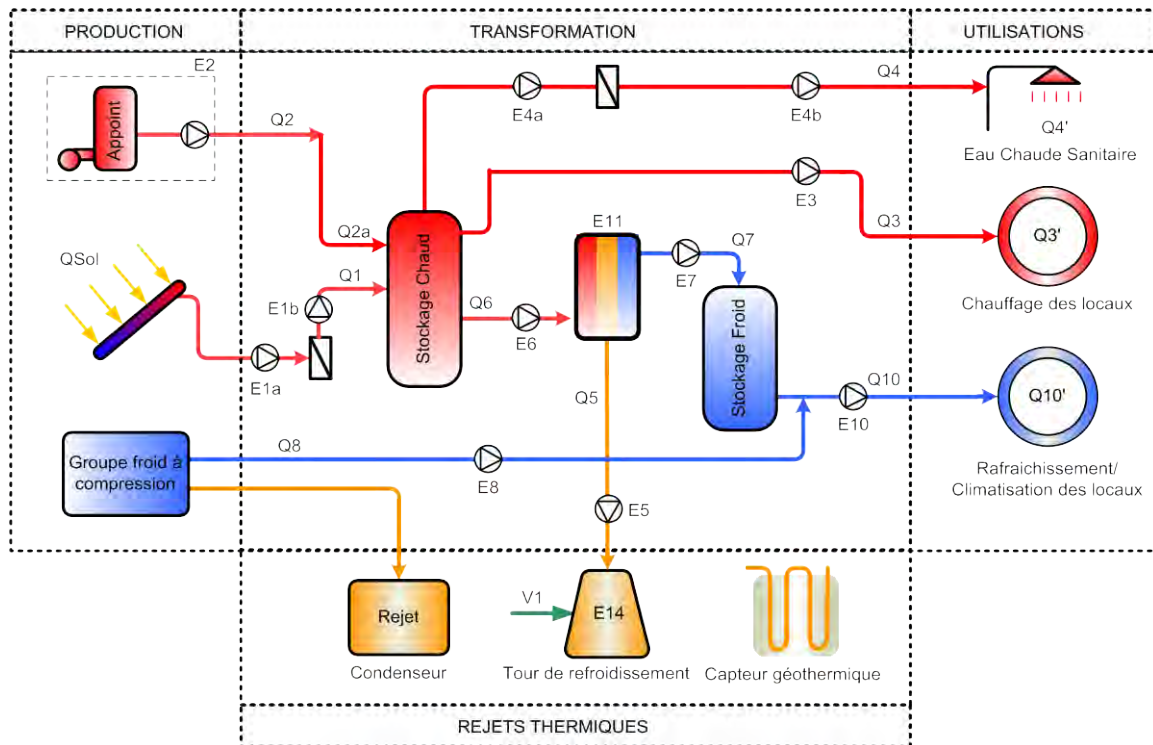 PRODUCTION
TRANSFORMATION
UTILISATIONS
E2
Appoint
Q2
E4a
E4b
Q4
Q4'
Eau Chaude Sanitaire
E3
Q3
Q3'
Chauffage des locaux
QSol
Q2a
Q1
E1b
E1a
Stockage Chaud
Q6
E6
E11
E7
Q7
Stockage Froid
Q5
Q10
E10
Q10'
Rafraichissement/
Climatisation des locaux
Groupe froid à
compression
Q8
E8
E5
Rejet
Condenseur
V1
E14
Tour de refroidissement
Capteur géothermique
REJETS THERMIQUES